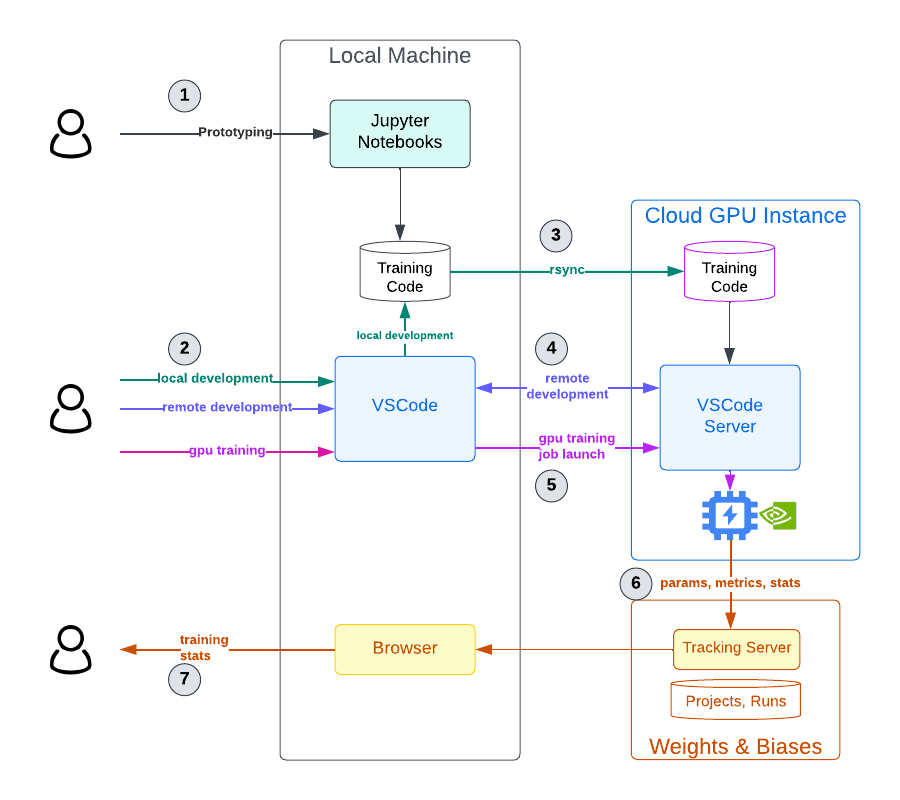 Local Machine
1
Prototyping
Jupyter
Notebooks
Cloud GPU Instance
3
Training
Code
rsync
Training
Code
local development
2
4
local development
remote development
gpu training
VSCode
remote
development
gpu training
job launch
VSCode
Server
5
6
params, metrics, stats
training
stats
7
Browser
Tracking Server
Projects, Runs
Weights & Biases